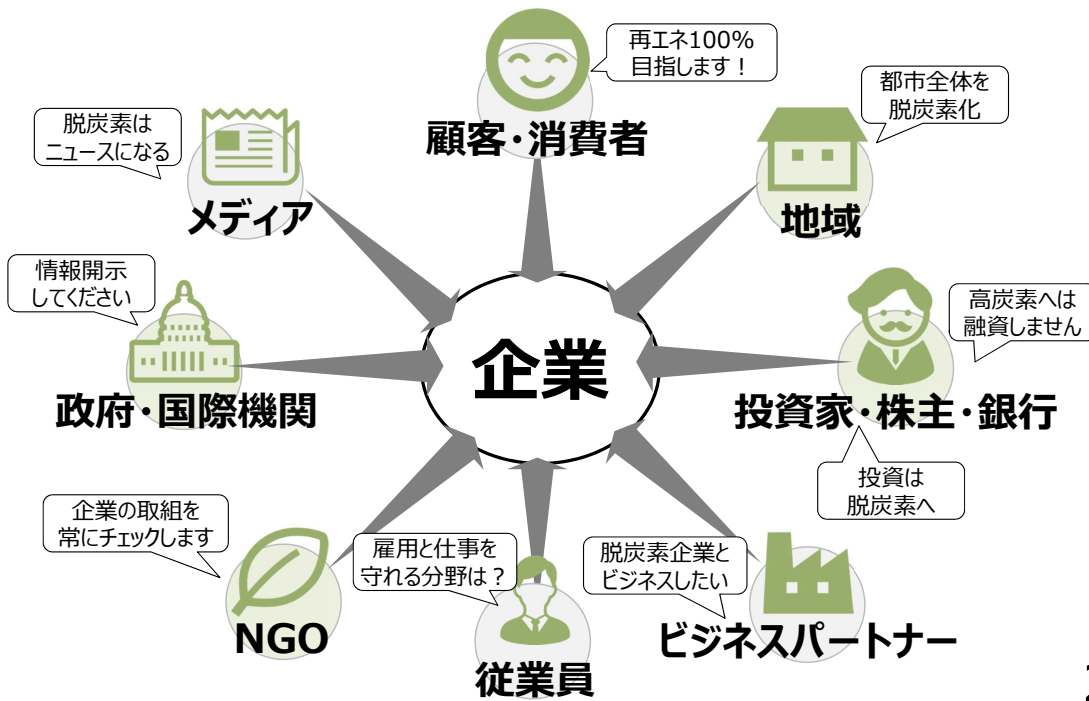 再エネ100%
目指します！
顧客・消費者
都市全体を
脱炭素化
地域
脱炭素は
ニュースになる
メディア
情報開示
してください
政府・国際機関
企業
高炭素へは
融資しません
投資家・株主・銀行
投資は
脱炭素へ
企業の取組を
常にチェックします
NGO
雇用と仕事を
守れる分野は？
従業員
脱炭素企業と
ビジネスしたい
ビジネスパートナー